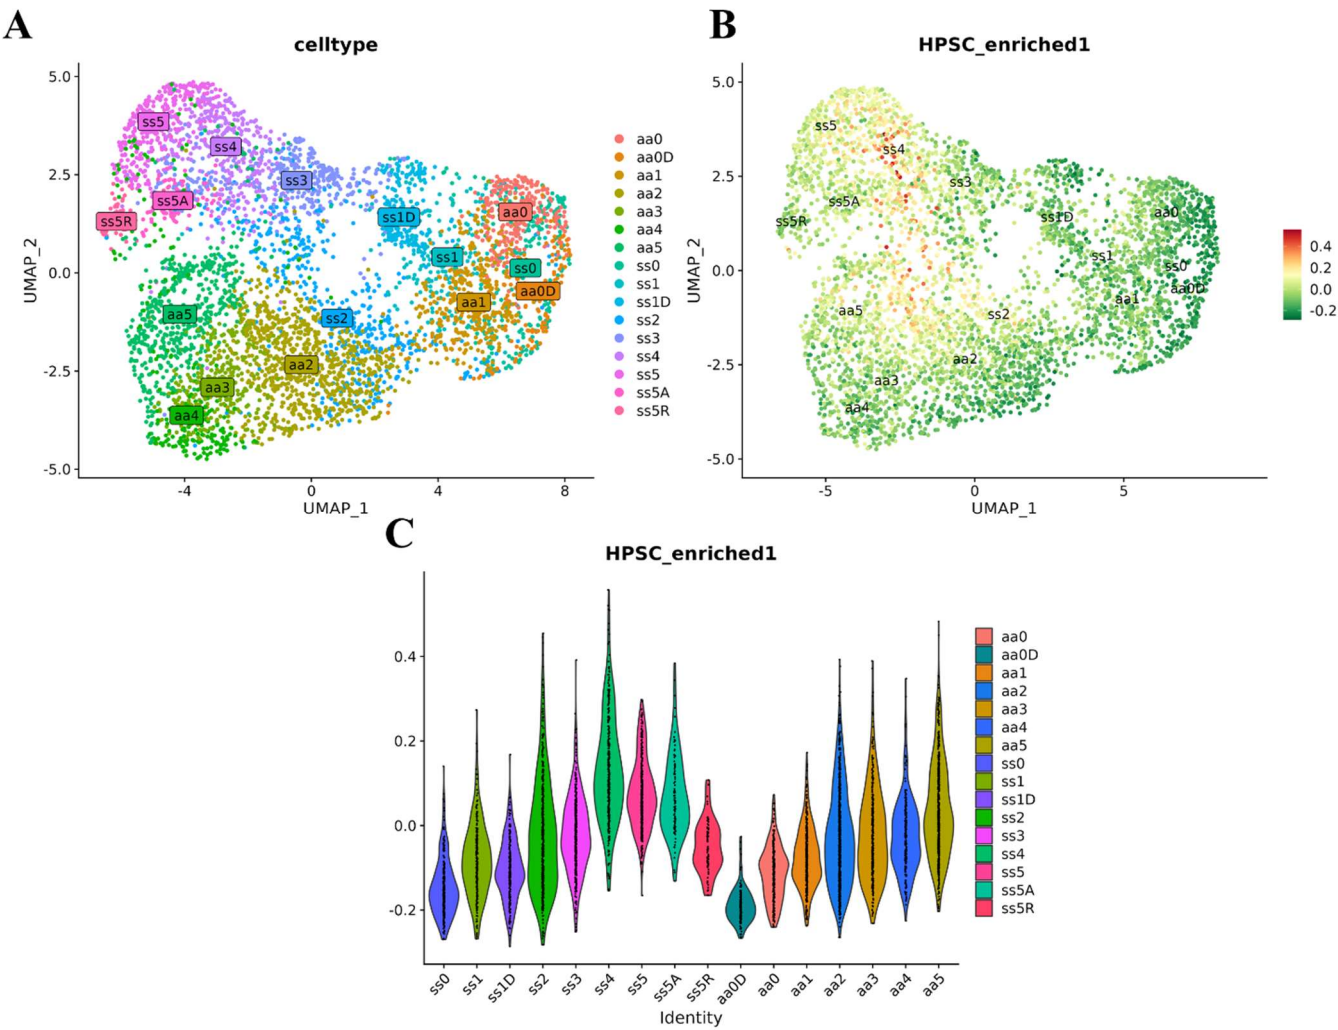 A
celltype
5.0
2.5
0.0
-2.5
-5.0
UMAP_2
-4
0
4
8
UMAP_1
ss5
ss4
ss3
ss5A
ss5R
ss1D
aa0
ss1
ss0
aa0D
aa1
aa5
ss2
aa2
aa3
aa4
aa0
aa0D
aa1
aa2
aa3
aa4
aa5
ss0
ss1
ss1D
ss2
ss3
ss4
ss5
ss5A
ss5R
B
HPSC_enriched1
5.0
2.5
0.0
-2.5
-5.0
UMAP_2
-5
0
5
UMAP_1
ss5
ss4
ss3
ss5A
ss5R
ss1D
aa0
ss1
ss0
aa0D
aa1
aa5
ss2
aa2
aa3
aa4
0.4
0.2
0.0
-0.2
C
HPSC_enriched1
0.4
0.2
0.0
-0.2
ss0
ss1
ss1D
ss2
ss3
ss4
ss5
ss5A
ss5R
aa0D
aa0
aa1
aa2
aa3
aa4
aa5
Identity
aa0
aa0D
aa1
aa2
aa3
aa4
aa5
ss0
ss1
ss1D
ss2
ss3
ss4
ss5
ss5A
ss5R